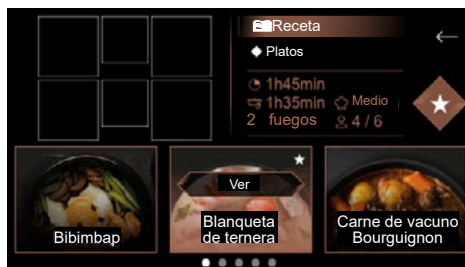 Receta
Platos
1h45min
1h35min Medio
2 fuegos 4 / 6
Ver
Bibimbap
Blanqueta
de ternera
Carne de vacuno
Bourguignon